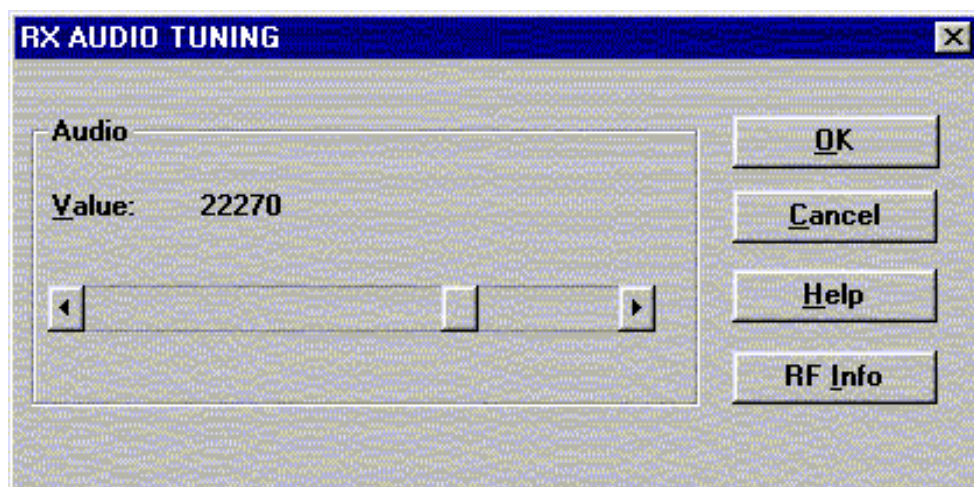 RX AUDIO TUNING
Audio
Value: 22270
OK
Cancel
Help
RF Info